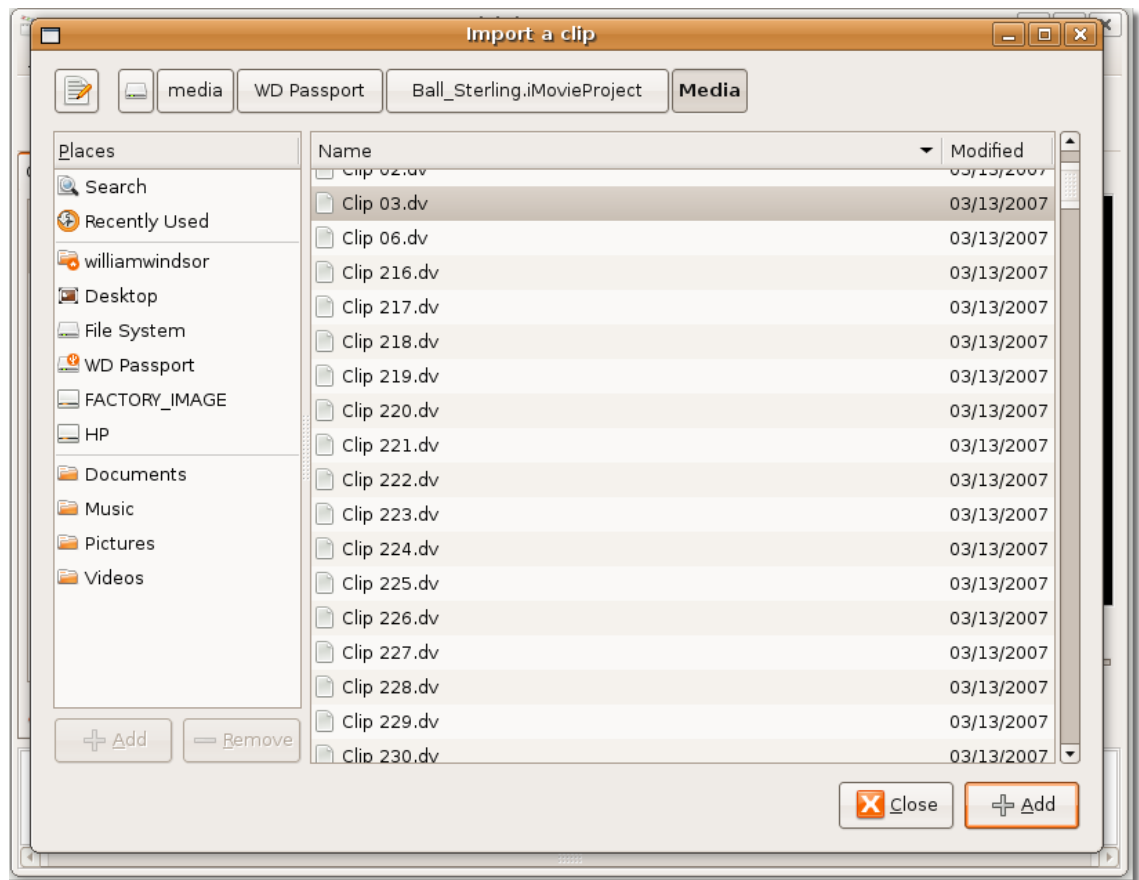 Import a clip
media WD Passport Ball_Sterling.iMovieProject Media
Places
Search
Recently Used
williamwindsor
Desktop
File System
WD Passport
FACTORY_IMAGE
HP
Documents
Music
Pictures
Videos
Add Remove
Name Modified
Clip 02.dv 03/13/2007
Clip 03.dv 03/13/2007
Clip 06.dv 03/13/2007
Clip 216.dv 03/13/2007
Clip 217.dv 03/13/2007
Clip 218.dv 03/13/2007
Clip 219.dv 03/13/2007
Clip 220.dv 03/13/2007
Clip 221.dv 03/13/2007
Clip 222.dv 03/13/2007
Clip 223.dv 03/13/2007
Clip 224.dv 03/13/2007
Clip 225.dv 03/13/2007
Clip 226.dv 03/13/2007
Clip 227.dv 03/13/2007
Clip 228.dv 03/13/2007
Clip 229.dv 03/13/2007
Clip 230.dv 03/13/2007
Close Add